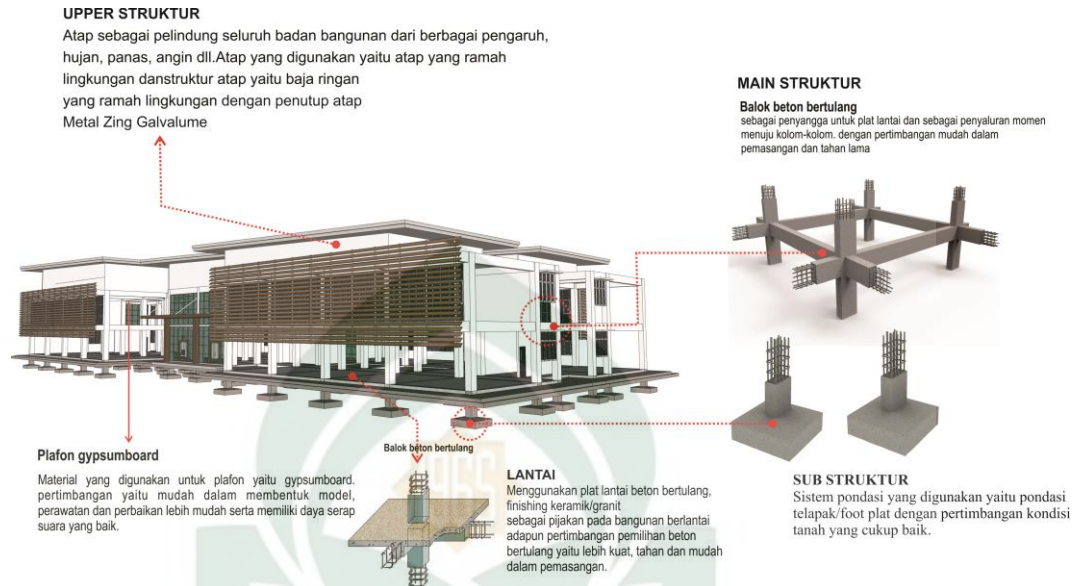 UPPER STRUKTUR
Atap sebagai pelindung seluruh badan bangunan dari berbagai pengaruh,
hujan, panas, angin dll.Atap yang digunakan yaitu atap yang ramah
lingkungan danstruktur atap yaitu baja ringan
yang ramah lingkungan dengan penutup atap
Metal Zing Galvalume
MAIN STRUKTUR
Balok beton bertulang
sebagai penyangga untuk plat lantai dan sebagai penyaluran momen
menuju kolom-kolom. dengan pertimbangan mudah dalam
pemasangan dan tahan lama
Plafon gypsumboard
Material yang digunakan untuk plafon yaitu gypsumboard.
pertimbangan yaitu mudah dalam membentuk model,
perawatan dan perbaikan lebih mudah serta memiliki daya serap
suara yang baik.
Balok beton bertulang
LANTAI
Menggunakan plat lantai beton bertulang,
finishing keramik/granit
sebagai pijakan pada bangunan berlantai
adapun pertimbangan pemilihan beton
bertulang yaitu lebih kuat, tahan dan mudah
dalam pemasangan.
SUB STRUKTUR
Sistem pondasi yang digunakan yaitu pondasi
telapak/foot plat dengan pertimbangan kondisi
tanah yang cukup baik.